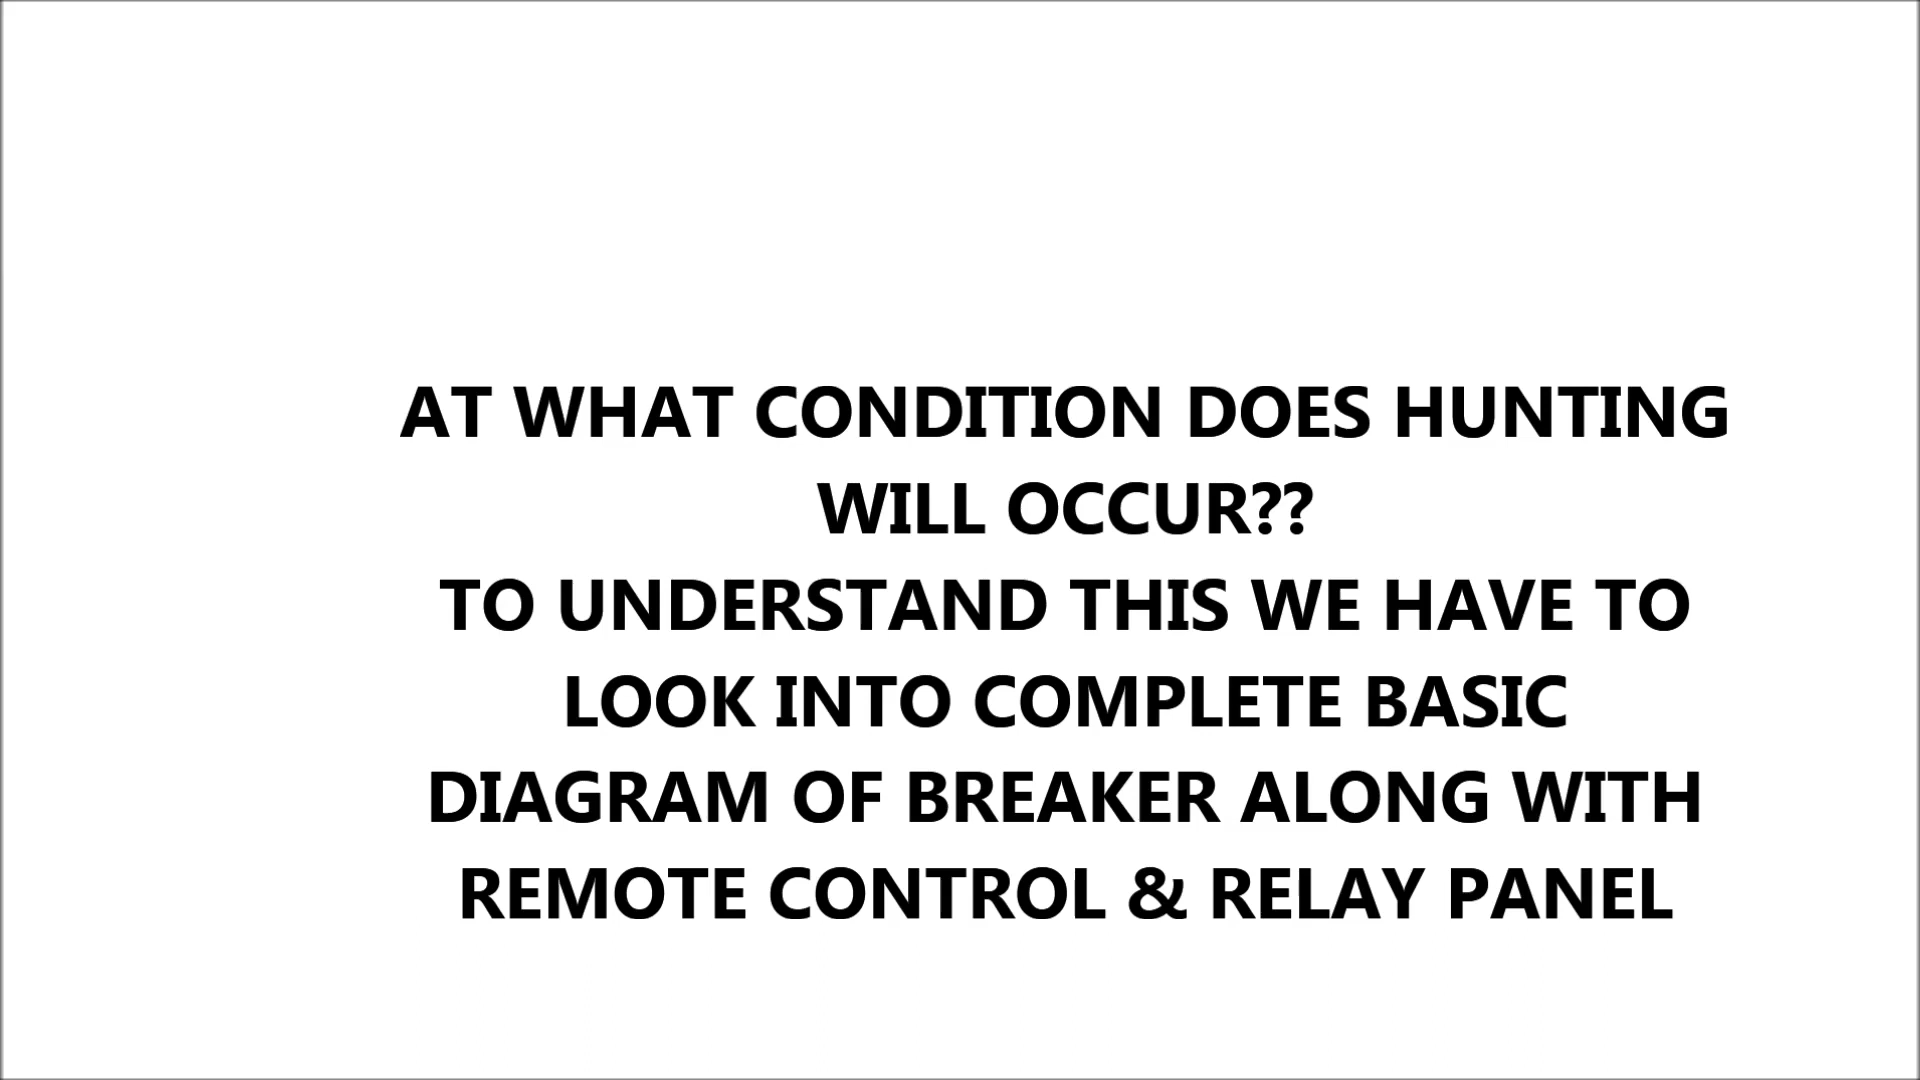 AT WHAT CONDITION DOES HUNTING
WILL OCCUR??
TO UNDERSTAND THIS WE HAVE TO
LOOK INTO COMPLETE BASIC
DIAGRAM OF BREAKER ALONG WITH
REMOTE CONTROL & RELAY PANEL